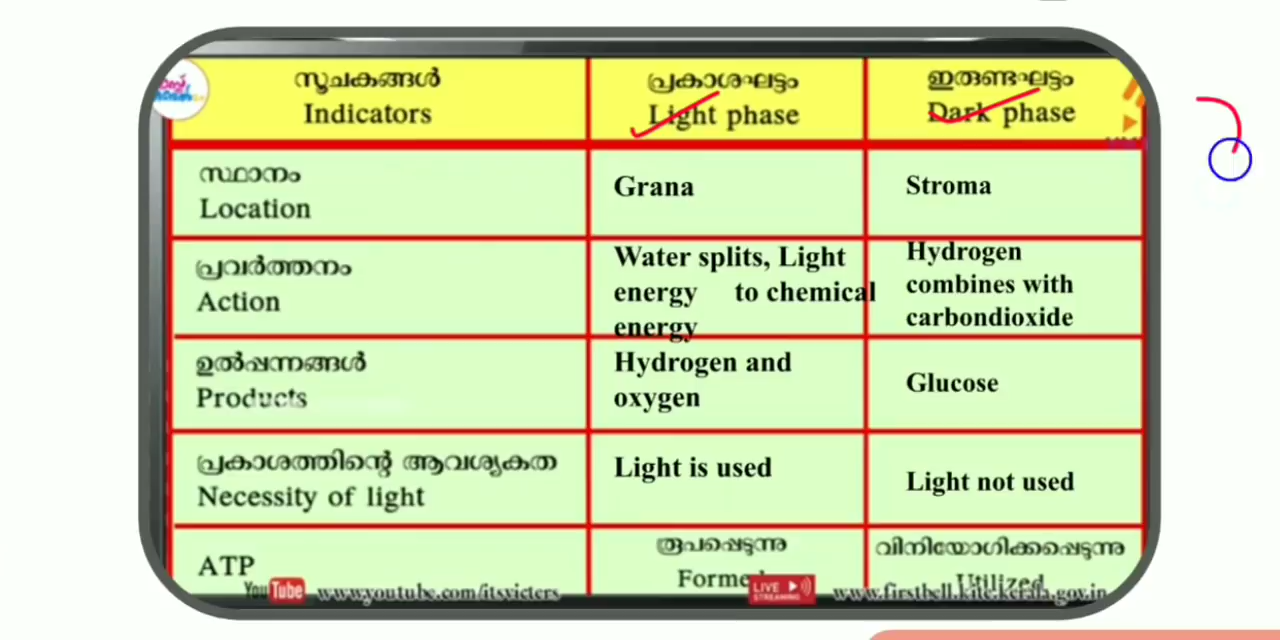 സൂചകങ്ങൾ
Indicators
പ്രകാശഘട്ടം
Light phase
ഇരുണ്ടഘട്ടം
Dark phase
സ്ഥാനം
Location
Grana
Stroma
പ്രവർത്തനം
Action
Water splits, Light
energy to chemical
energy
Hydrogen
combines with
carbondioxide
ഉൽപ്പന്നങ്ങൾ
Products
Hydrogen and
oxygen
Glucose
പ്രകാശത്തിന്റെ ആവശ്യകത
Necessity of light
Light is used
Light not used
ATP
രൂപപ്പെടുന്നു
Formed
വിനിയോഗിക്കപ്പെടുന്നു
Utilized
YouTube www.youtube.com/itsvicters
LIVE
STREAMING
www.firstbell.kite.kerala.gov.in